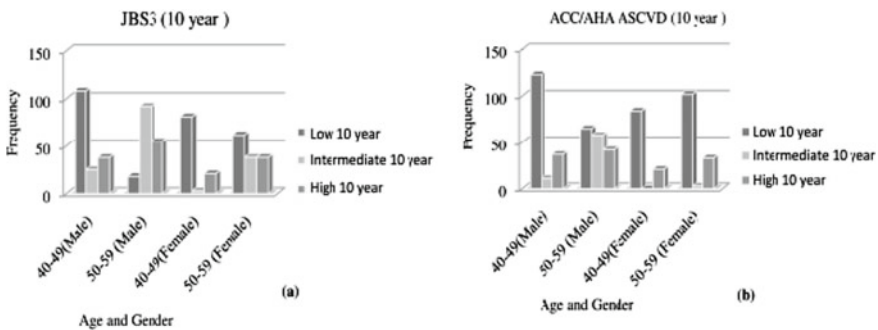 JBS3 (10 year )
150
100
50
0
Frequency
Low 10 year
Intermediate 10 year
High 10 year
40-49(Male)
50-59 (Male)
40-49(Female)
50-59 (Female)
(a)
Age and Gender
ACC/AHA ASCVD (10 year )
150
100
50
0
Frequency
Low 10 year
Intermediate 10 year
High 10 year
40-49(Male)
50-59 (Male)
40-49(Female)
50-59 (Female)
(b)
Age and Gender